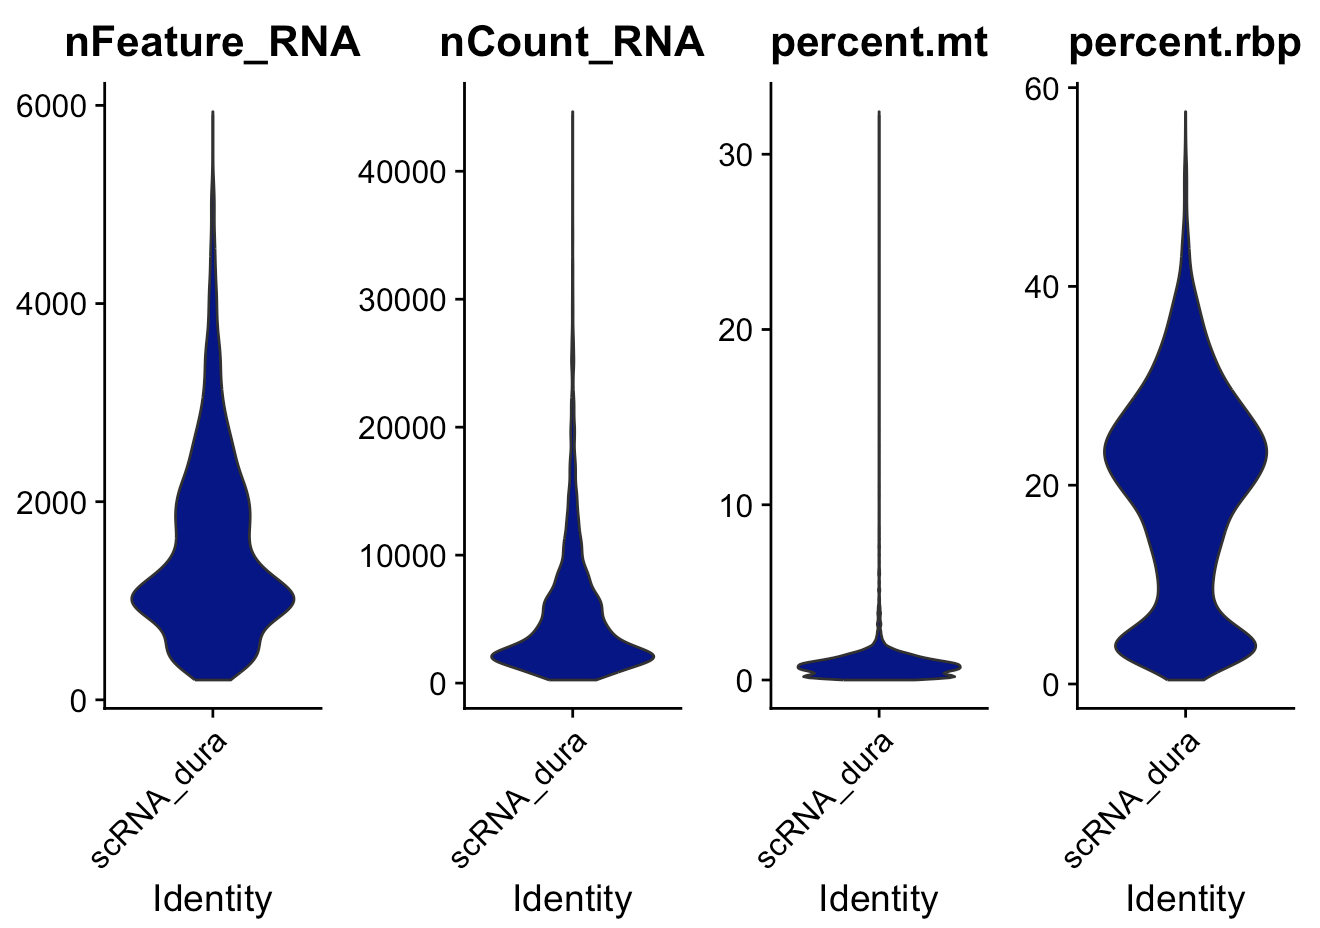 nFeature_RNA
6000
4000
2000
0
scRNA_dura
Identity
nCount_RNA
40000
30000
20000
10000
0
scRNA_dura
Identity
percent.mt
30
20
10
0
scRNA_dura
Identity
percent.rbp
60
40
20
0
scRNA_dura
Identity